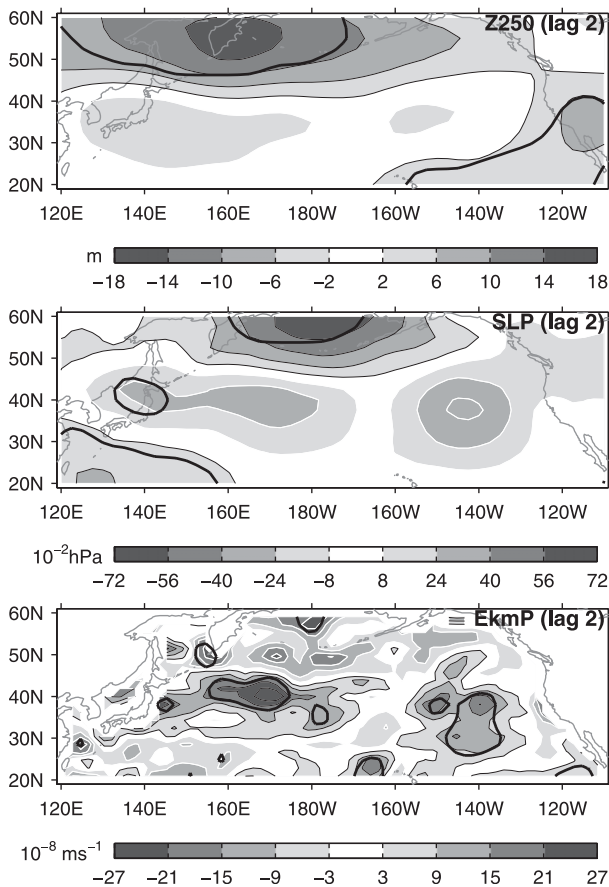 Z250 (lag 2)
60N
50N
40N
30N
20N
120E 140E 160E 180W 160W 140W 120W
m
−18 −14 −10 −6 −2 2 6 10 14 18
SLP (lag 2)
60N
50N
40N
30N
20N
120E 140E 160E 180W 160W 140W 120W
10⁻²hPa
−72 −56 −40 −24 −8 8 24 40 56 72
EkmP (lag 2)
60N
50N
40N
30N
20N
120E 140E 160E 180W 160W 140W 120W
10⁻⁸ ms⁻¹
−27 −21 −15 −9 −3 3 9 15 21 27